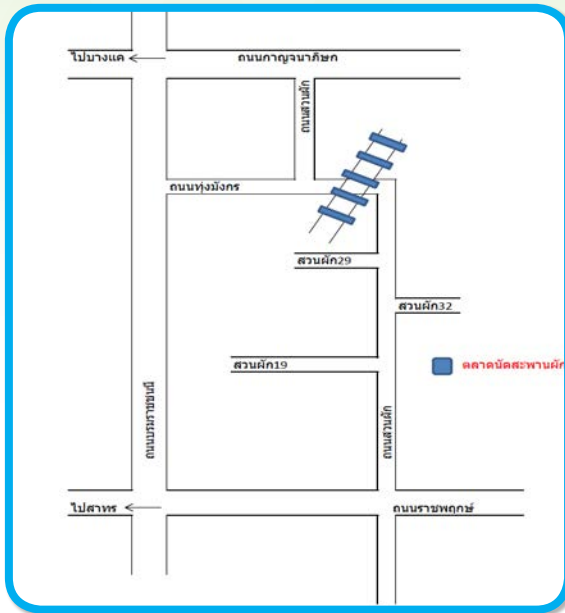 ไปบางแค
ถนนกาญจนาภิเษก
ถนนสวนผัก
ถนนทุ่งมังกร
สวนผัก29
สวนผัก32
สวนผัก19
ตลาดนัดสะพานผัก
ถนนบรมราชชนนี
ถนนสวนผัก
ไปสาทร
ถนนราชพฤกษ์